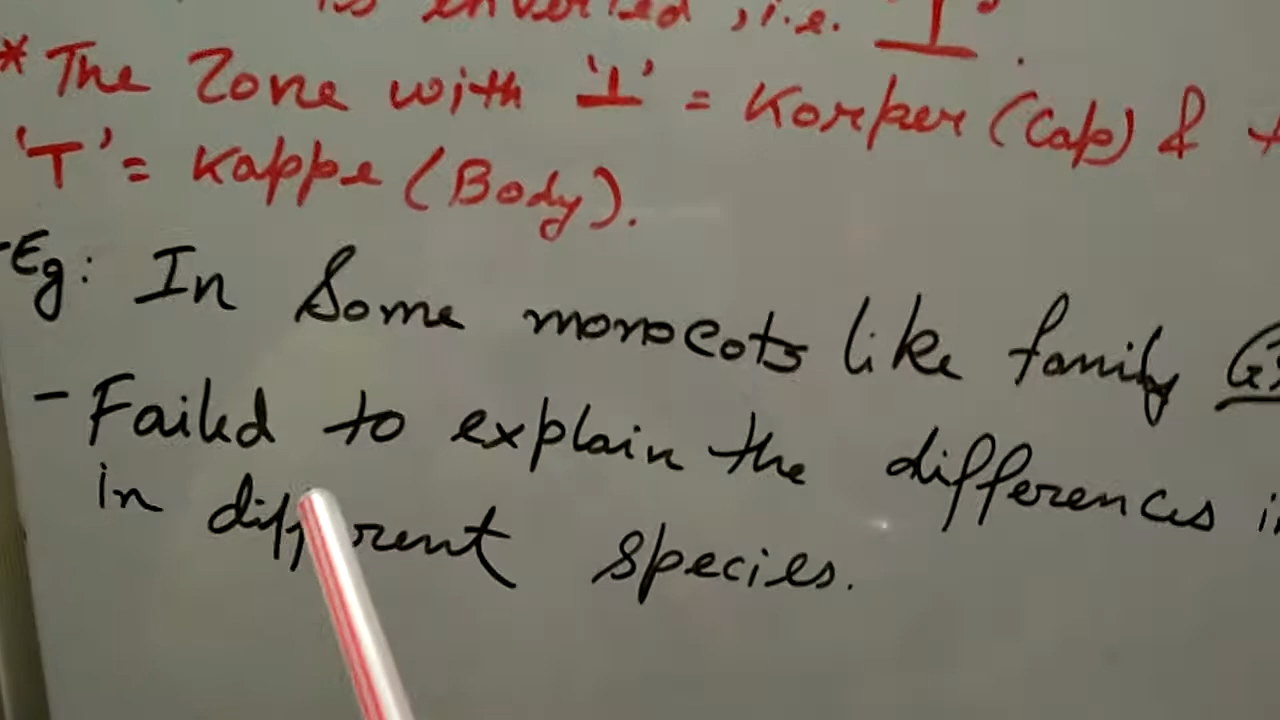 is inverted, i.e. '⊥'.
* The Zone with '⊥' = Korper (Cap) &
'T' = Kappe (Body).
-Eg: In Some monocots like family
- Failed to explain the differences
in different species.